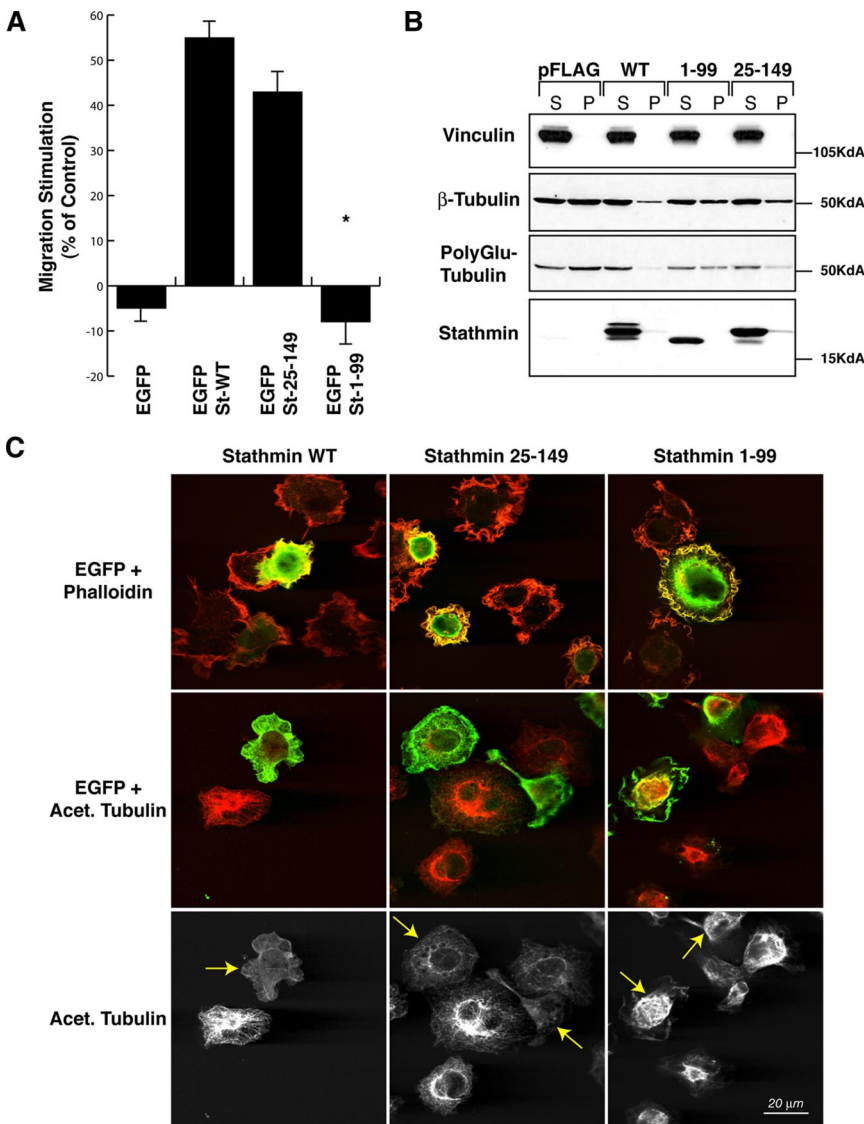 A
Migration Stimulation
(% of Control)
60
50
40
30
20
10
0
-10
-20
*
EGFP
EGFP
St-WT
EGFP
St-25-149
EGFP
St-1-99
B
pFLAG WT 1-99 25-149
S P S P S P S P
Vinculin
105KdA
β-Tubulin
50KdA
PolyGlu-
Tubulin
50KdA
Stathmin
15KdA
C
Stathmin WT Stathmin 25-149 Stathmin 1-99
EGFP +
Phalloidin
EGFP +
Acet. Tubulin
Acet. Tubulin
20 μm